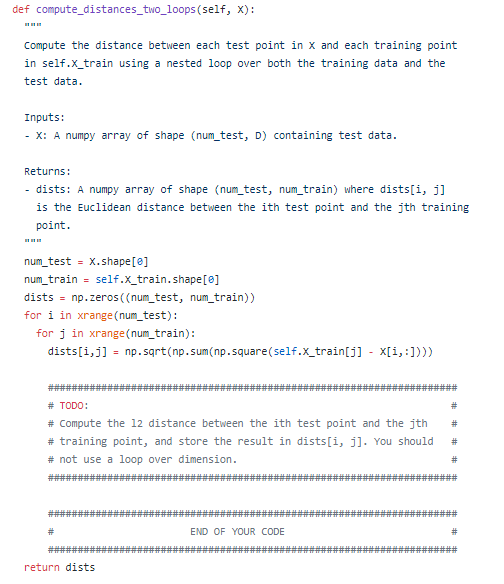 def compute_distances_two_loops(self, X):
"""
Compute the distance between each test point in X and each training point
in self.X_train using a nested loop over both the training data and the
test data.
Inputs:
- X: A numpy array of shape (num_test, D) containing test data.
Returns:
- dists: A numpy array of shape (num_test, num_train) where dists[i, j]
is the Euclidean distance between the ith test point and the jth training
point.
"""
num_test = X.shape[0]
num_train = self.X_train.shape[0]
dists = np.zeros((num_test, num_train))
for i in xrange(num_test):
for j in xrange(num_train):
dists[i,j] = np.sqrt(np.sum(np.square(self.X_train[j] - X[i,:])))
#####################################################################
# TODO: #
# Compute the l2 distance between the ith test point and the jth #
# training point, and store the result in dists[i, j]. You should #
# not use a loop over dimension. #
#####################################################################
#####################################################################
# END OF YOUR CODE #
#####################################################################
return dists